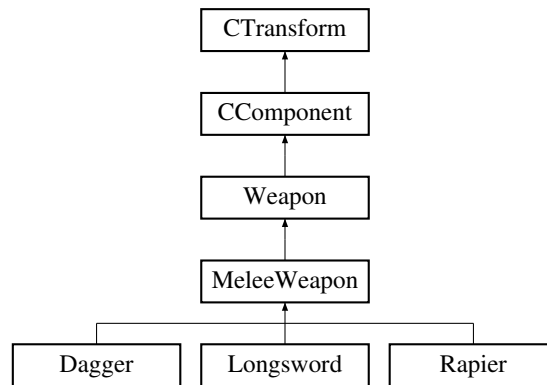 CTransform
CComponent
Weapon
MeleeWeapon
Dagger Longsword Rapier